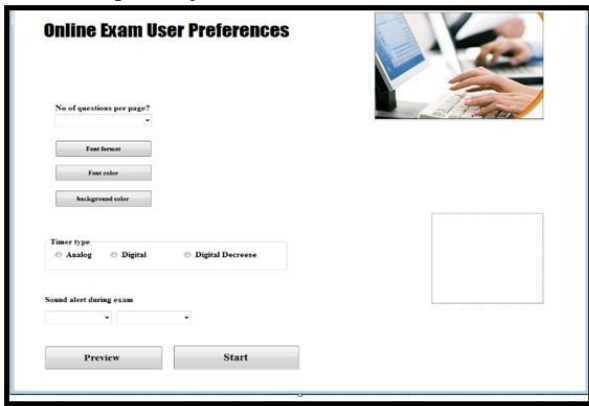 Online Exam User Preferences
No of questions per page?
Font format
Font color
background color
Timer type
Analog Digital Digital Decreese
Sound alert during exam
Preview Start